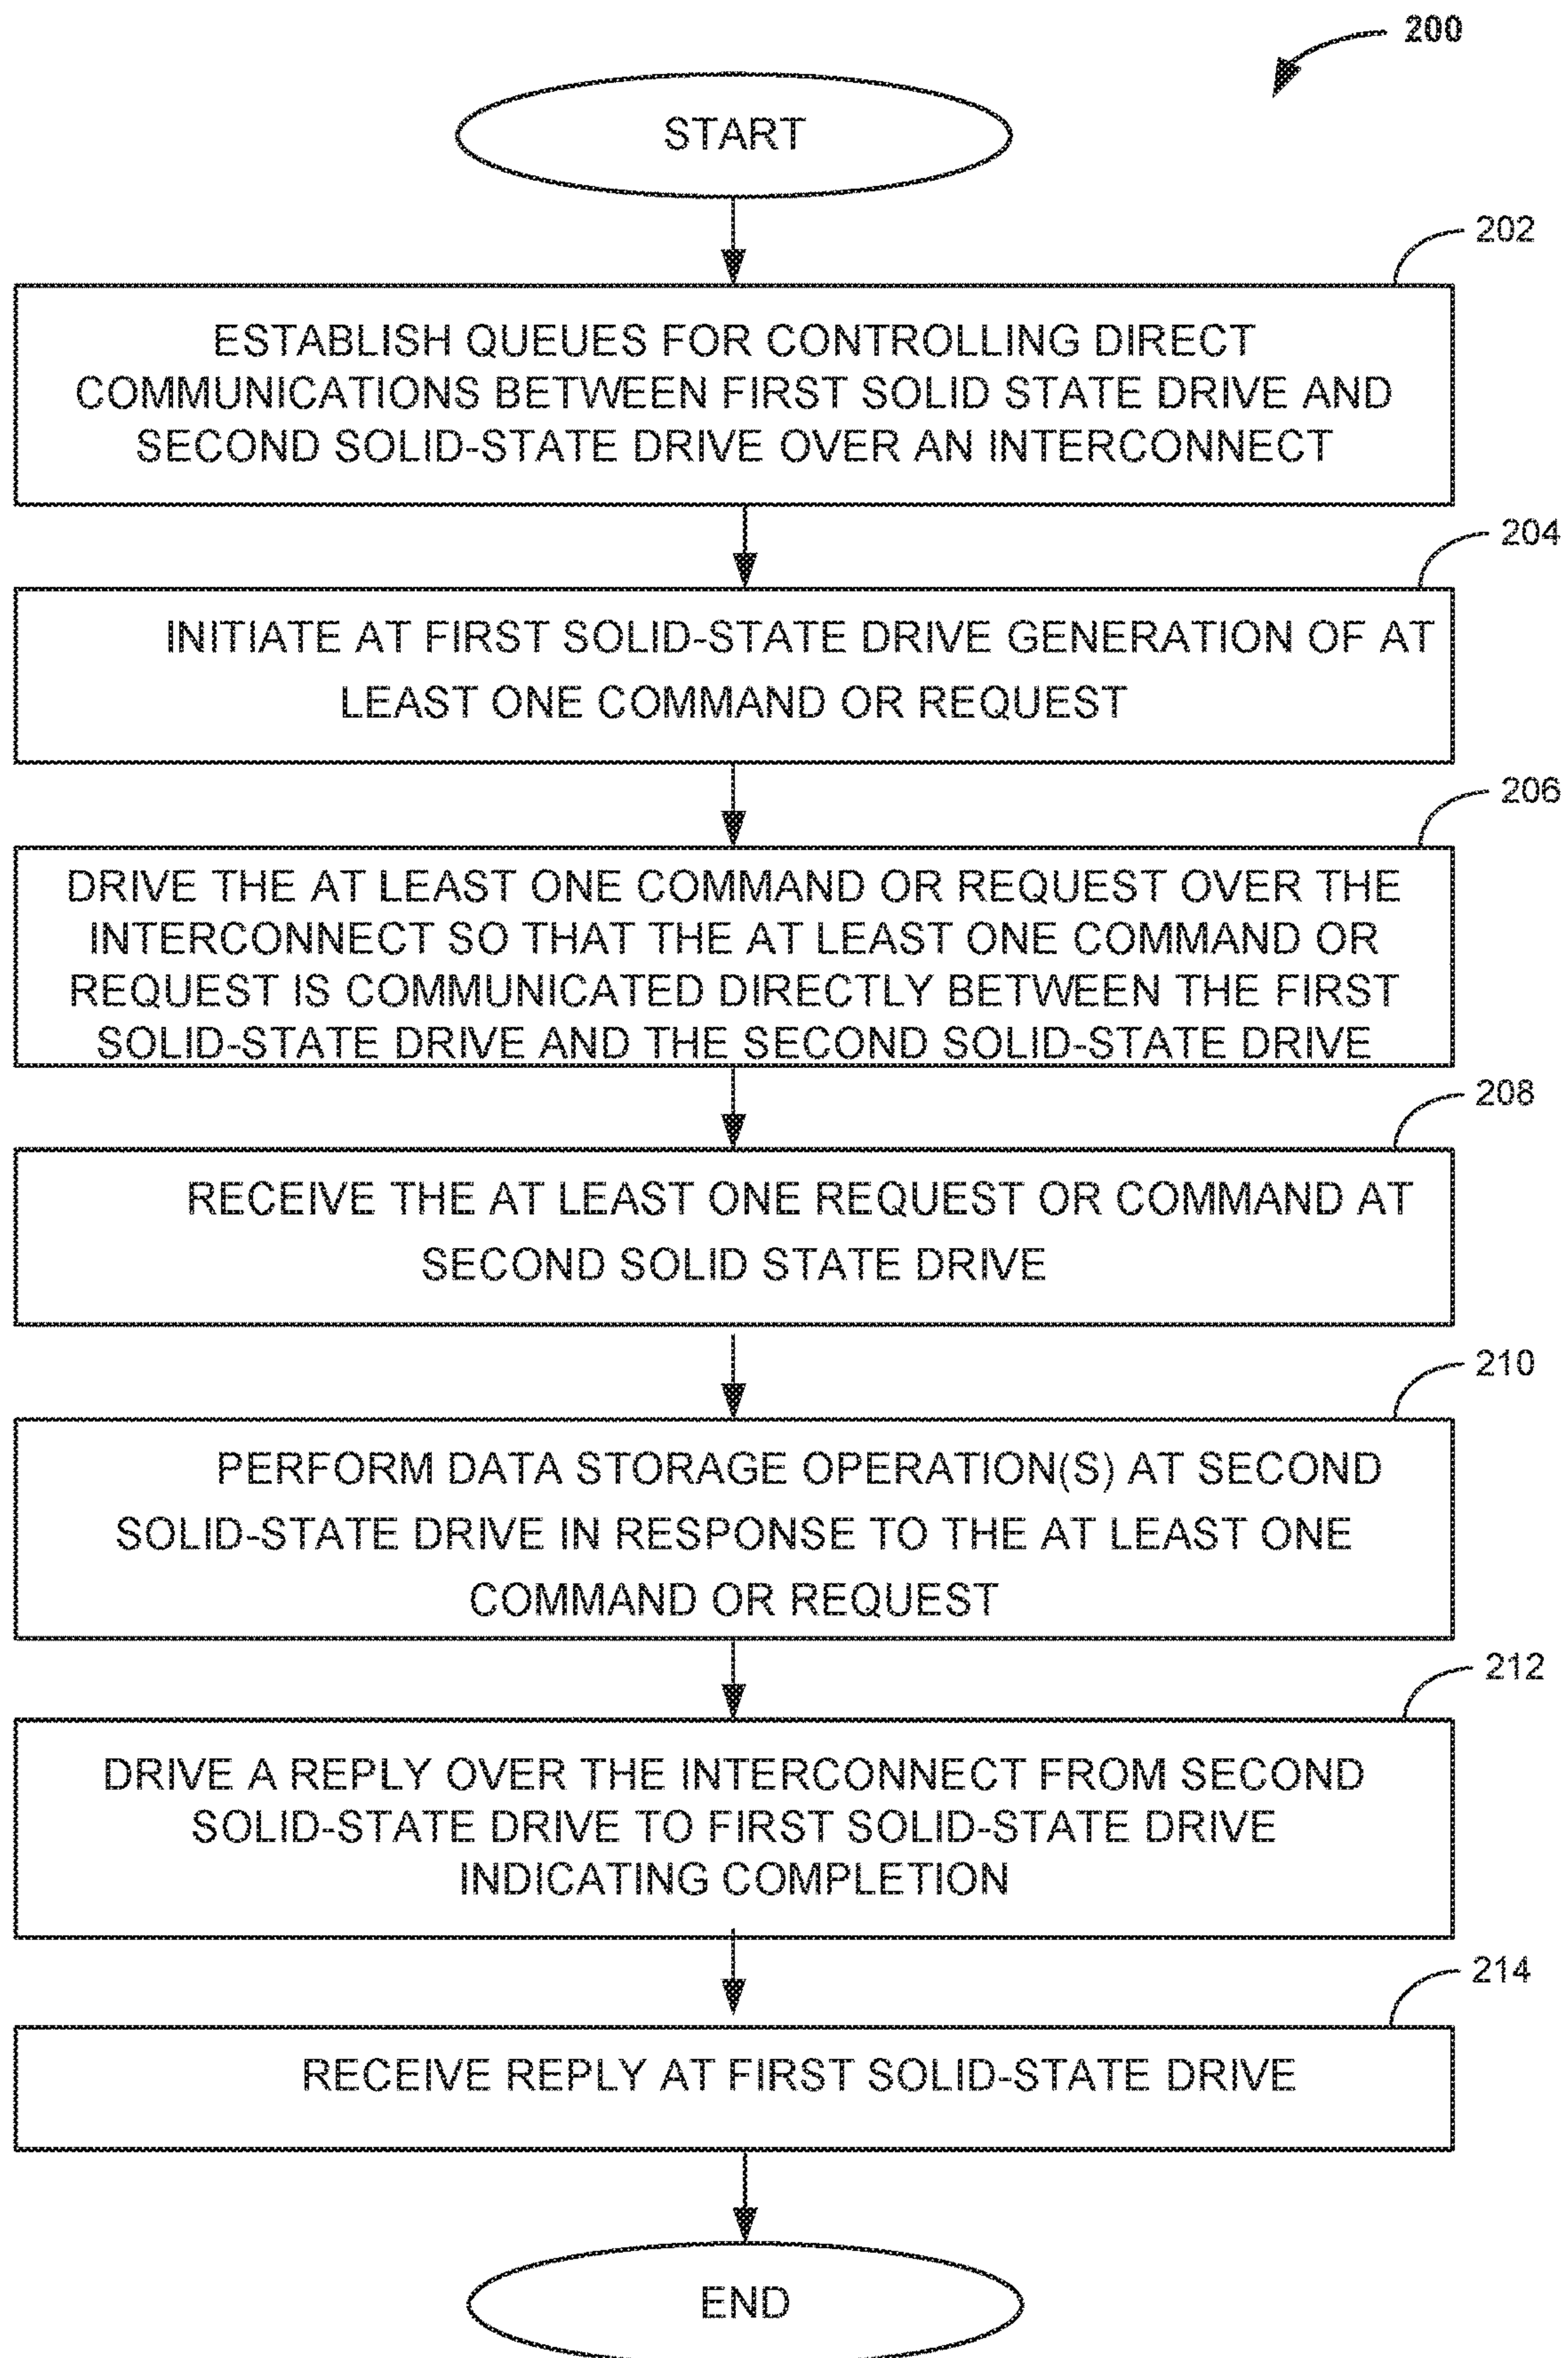 200
START
202
ESTABLISH QUEUES FOR CONTROLLING DIRECT
COMMUNICATIONS BETWEEN FIRST SOLID STATE DRIVE AND
SECOND SOLID-STATE DRIVE OVER AN INTERCONNECT
204
INITIATE AT FIRST SOLID-STATE DRIVE GENERATION OF AT
LEAST ONE COMMAND OR REQUEST
206
DRIVE THE AT LEAST ONE COMMAND OR REQUEST OVER THE
INTERCONNECT SO THAT THE AT LEAST ONE COMMAND OR
REQUEST IS COMMUNICATED DIRECTLY BETWEEN THE FIRST
SOLID-STATE DRIVE AND THE SECOND SOLID-STATE DRIVE
208
RECEIVE THE AT LEAST ONE REQUEST OR COMMAND AT
SECOND SOLID STATE DRIVE
210
PERFORM DATA STORAGE OPERATION(S) AT SECOND
SOLID-STATE DRIVE IN RESPONSE TO THE AT LEAST ONE
COMMAND OR REQUEST
212
DRIVE A REPLY OVER THE INTERCONNECT FROM SECOND
SOLID-STATE DRIVE TO FIRST SOLID-STATE DRIVE
INDICATING COMPLETION
214
RECEIVE REPLY AT FIRST SOLID-STATE DRIVE
END